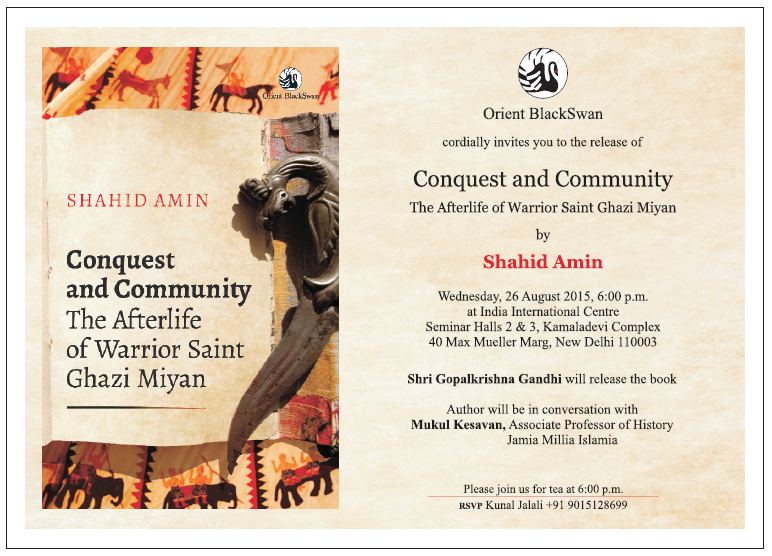 Orient BlackSwan
SHAHID AMIN
Conquest
and Community
The Afterlife
of Warrior Saint
Ghazi Miyan
Orient BlackSwan
cordially invites you to the release of
Conquest and Community
The Afterlife of Warrior Saint Ghazi Miyan
by
Shahid Amin
Wednesday, 26 August 2015, 6:00 p.m.
at India International Centre
Seminar Halls 2 & 3, Kamaladevi Complex
40 Max Mueller Marg, New Delhi 110003
Shri Gopalkrishna Gandhi will release the book
Author will be in conversation with
Mukul Kesavan, Associate Professor of History
Jamia Millia Islamia
Please join us for tea at 6:00 p.m.
RSVP Kunal Jalali +91 9015128699